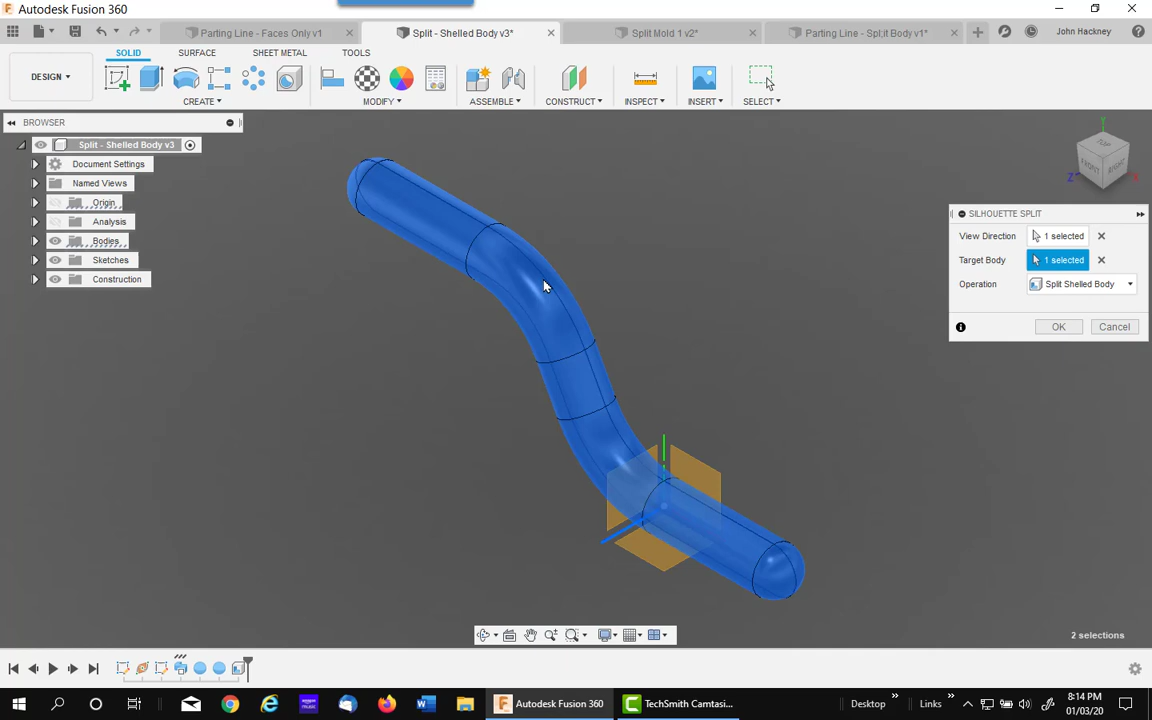 Autodesk Fusion 360
Parting Line - Faces Only v1
Split - Shelled Body v3*
Split Mold 1 v2*
Parting Line - Split Body v1*
John Hackney
DESIGN
SOLID
SURFACE
SHEET METAL
TOOLS
CREATE
MODIFY
ASSEMBLE
CONSTRUCT
INSPECT
INSERT
SELECT
BROWSER
Split - Shelled Body v3
Document Settings
Named Views
Origin
Analysis
Bodies
Sketches
Construction
TOP
FRONT
RIGHT
Y
Z
X
SILHOUETTE SPLIT
View Direction 1 selected
Target Body 1 selected
Operation Split Shelled Body
OK Cancel
2 selections
Autodesk Fusion 360
TechSmith Camtasi...
Desktop
Links
8:14 PM
01/03/20